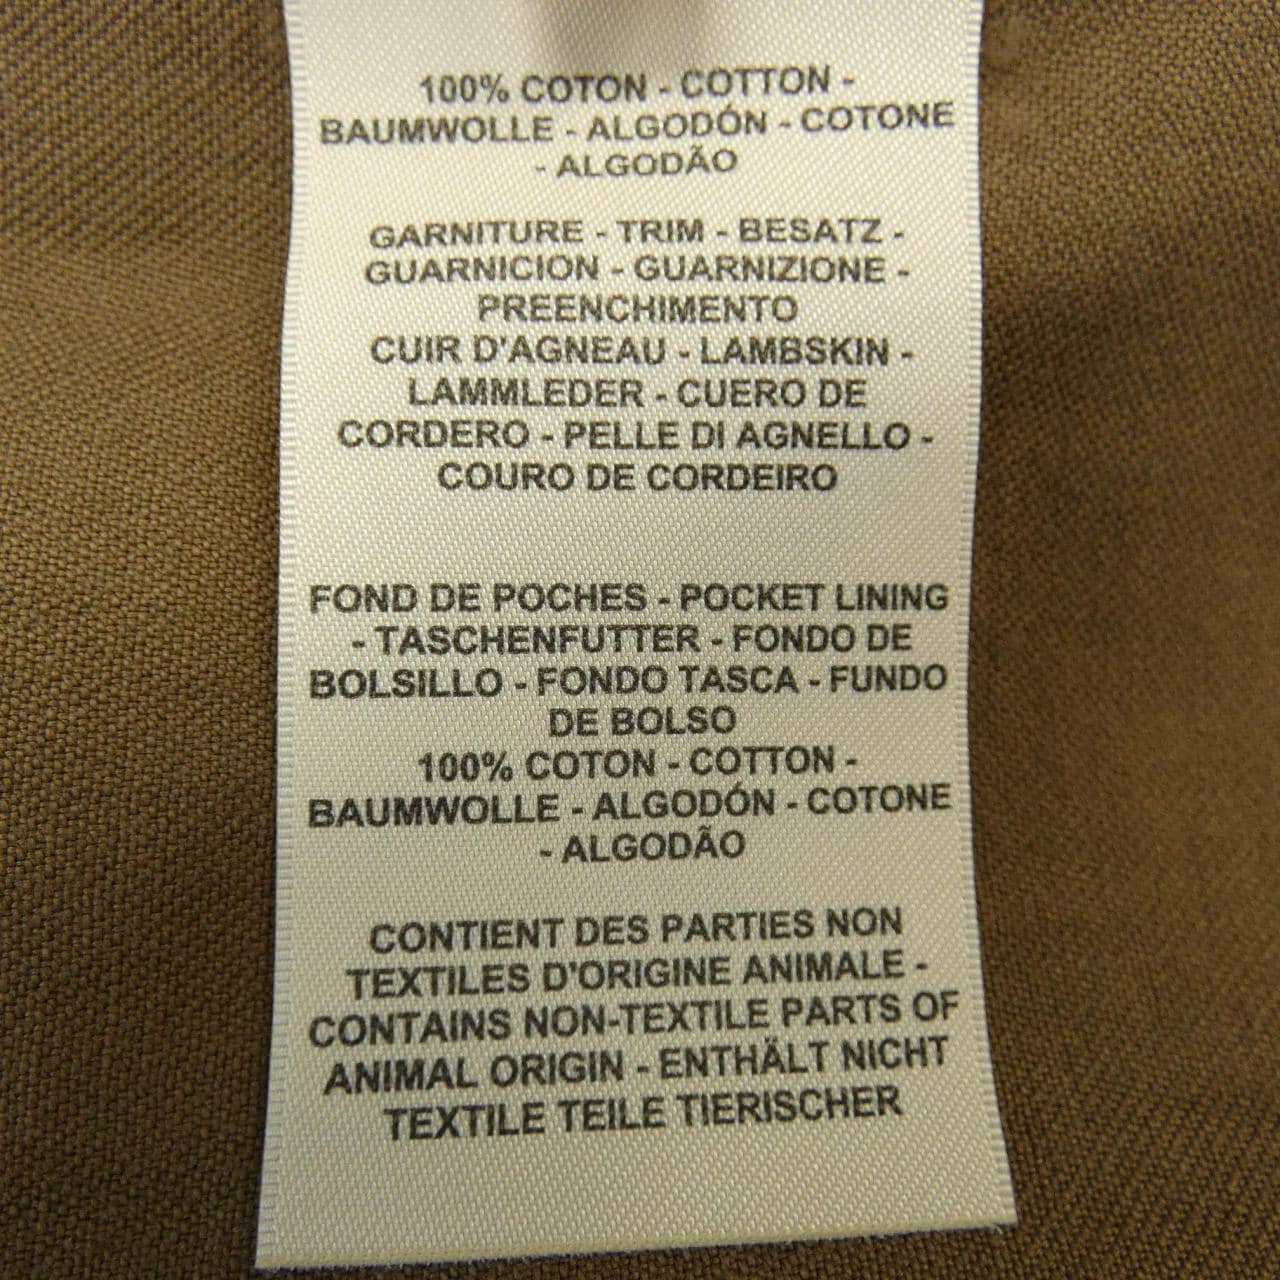 100% COTON - COTTON -
BAUMWOLLE - ALGODÓN - COTONE
- ALGODÃO
GARNITURE - TRIM - BESATZ -
GUARNICION - GUARNIZIONE -
PREENCHIMENTO
CUIR D'AGNEAU - LAMBSKIN -
LAMMLEDER - CUERO DE
CORDERO - PELLE DI AGNELLO -
COURO DE CORDEIRO
FOND DE POCHES - POCKET LINING
- TASCHENFUTTER - FONDO DE
BOLSILLO - FONDO TASCA - FUNDO
DE BOLSO
100% COTON - COTTON -
BAUMWOLLE - ALGODÓN - COTONE
- ALGODÃO
CONTIENT DES PARTIES NON
TEXTILES D'ORIGINE ANIMALE -
CONTAINS NON-TEXTILE PARTS OF
ANIMAL ORIGIN - ENTHÄLT NICHT
TEXTILE TEILE TIERISCHER